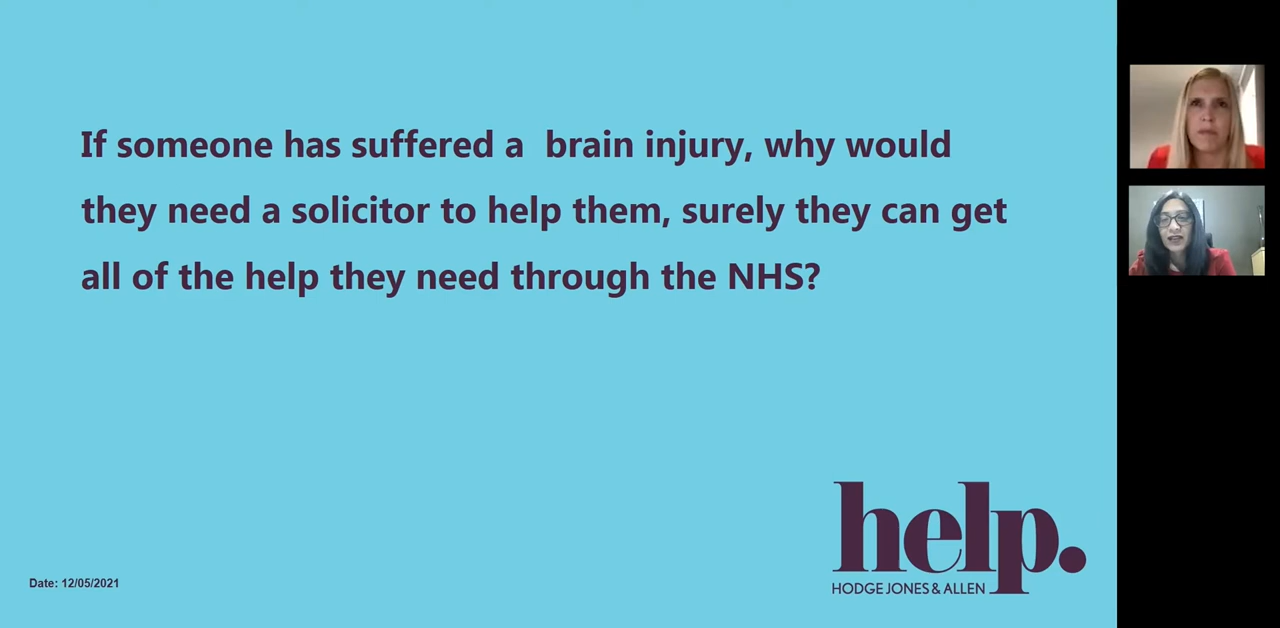 If someone has suffered a  brain injury, why would
they need a solicitor to help them, surely they can get
all of the help they need through the NHS?
help.
HODGE JONES & ALLEN
Date: 12/05/2021